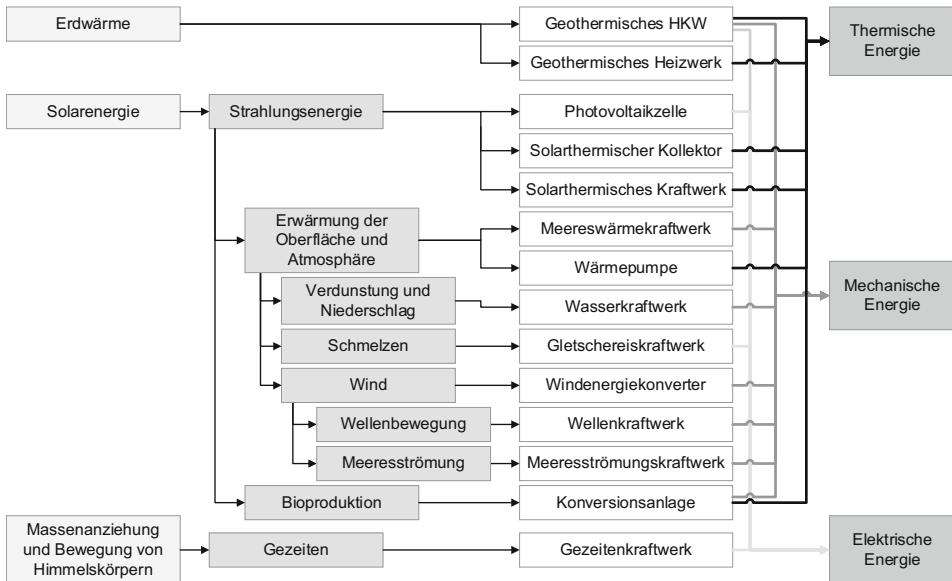 Erdwärme
Geothermisches HKW
Thermische
Energie
Geothermisches Heizwerk
Solarenergie
Strahlungsenergie
Photovoltaikzelle
Solarthermischer Kollektor
Solarthermisches Kraftwerk
Erwärmung der
Oberfläche und
Atmosphäre
Meereswärmekraftwerk
Wärmepumpe
Mechanische
Energie
Verdunstung und
Niederschlag
Wasserkraftwerk
Schmelzen
Gletschereiskraftwerk
Wind
Windenergiekonverter
Wellenbewegung
Wellenkraftwerk
Meeresströmung
Meeresströmungskraftwerk
Bioproduktion
Konversionsanlage
Massenanziehung
und Bewegung von
Himmelskörpern
Gezeiten
Gezeitenkraftwerk
Elektrische
Energie